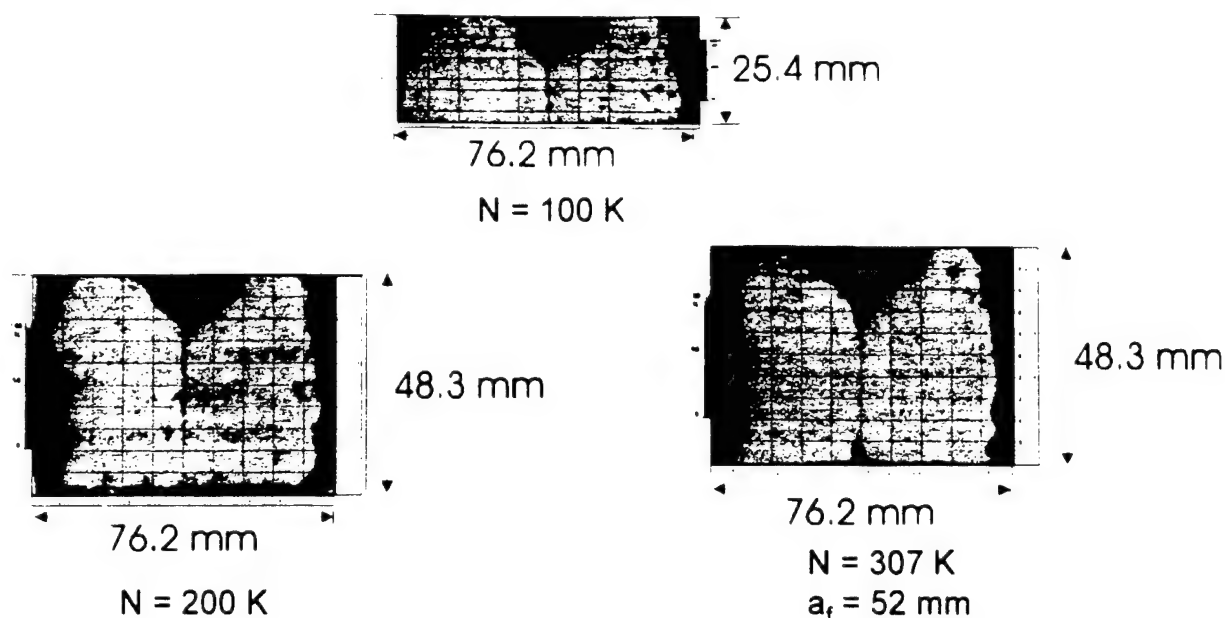 25.4 mm
76.2 mm
N = 100 K
48.3 mm
76.2 mm
N = 200 K
48.3 mm
76.2 mm
N = 307 K
a_f = 52 mm